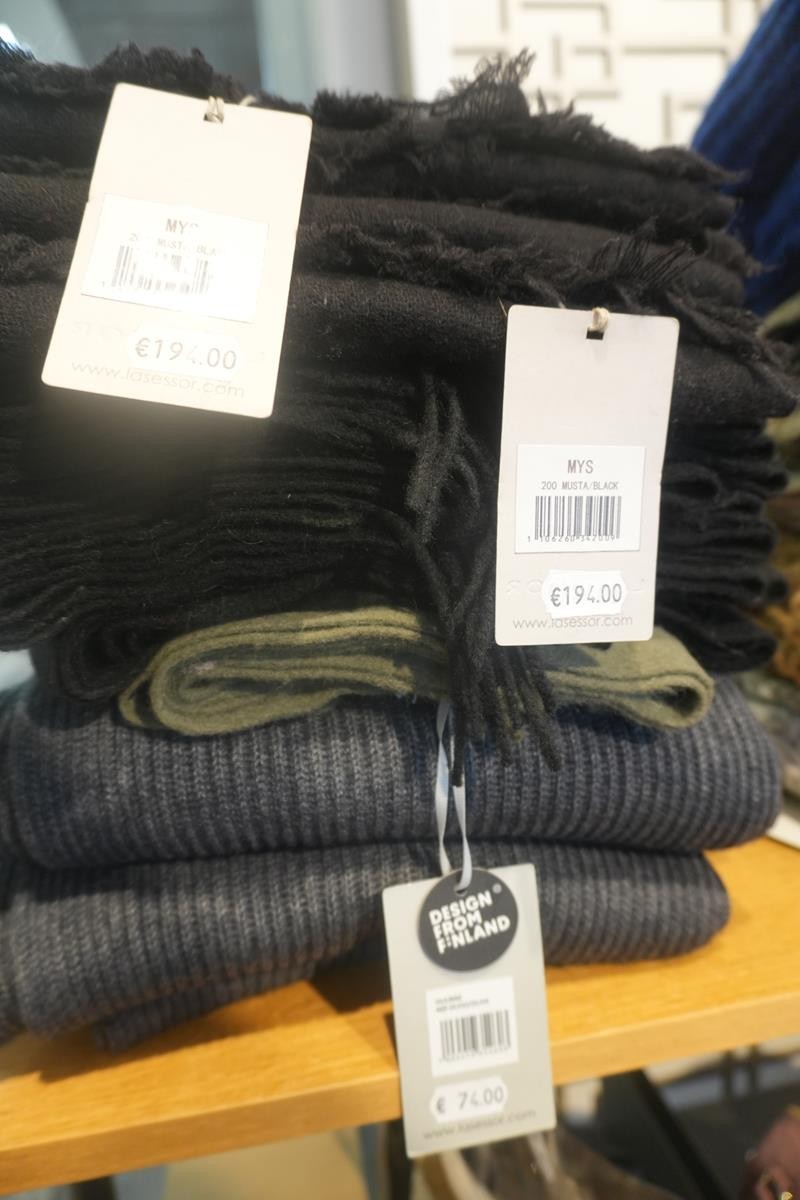 MYS
€194.00
www.lasessor.com
MYS
200 MUSTA/BLACK
€194.00
www.lasessor.com
DESIGN
FROM
FINLAND
€ 74.00
www.lasessor.com